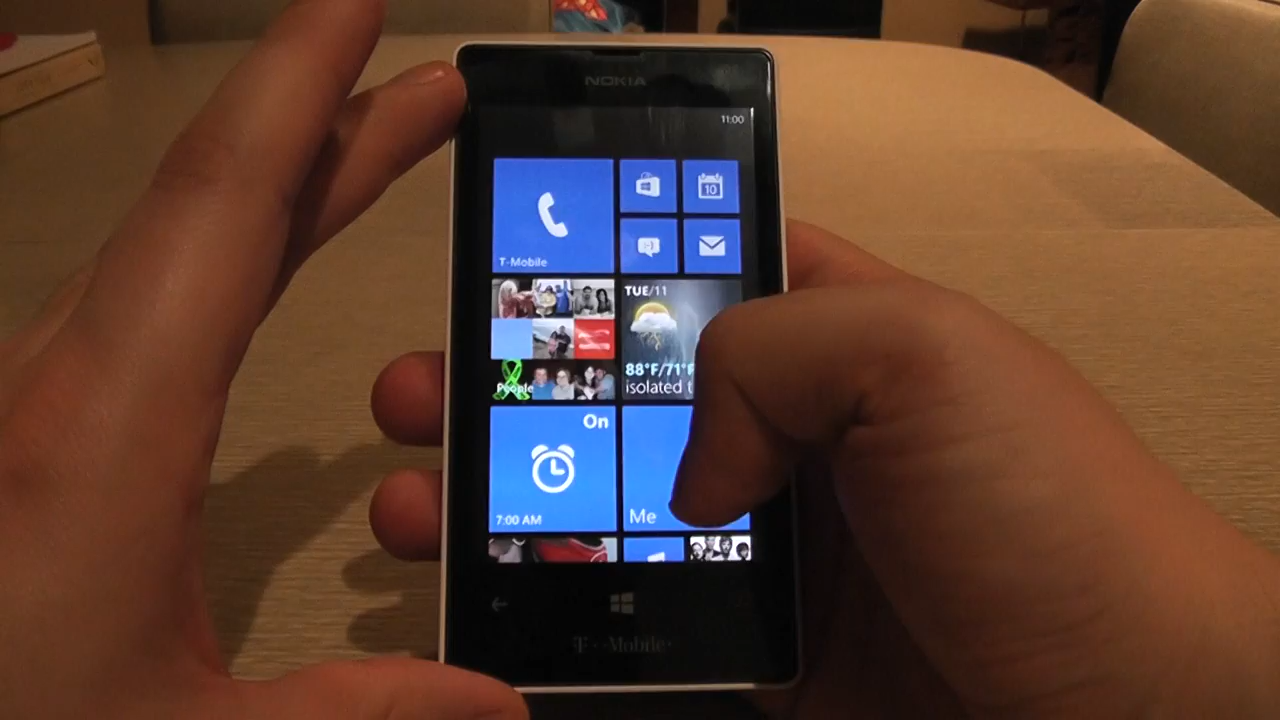 NOKIA
11:00
10
:-)
T-Mobile
TUE/11
88°F/71°F
isolated t
People
On
7:00 AM
Me
T··Mobile·